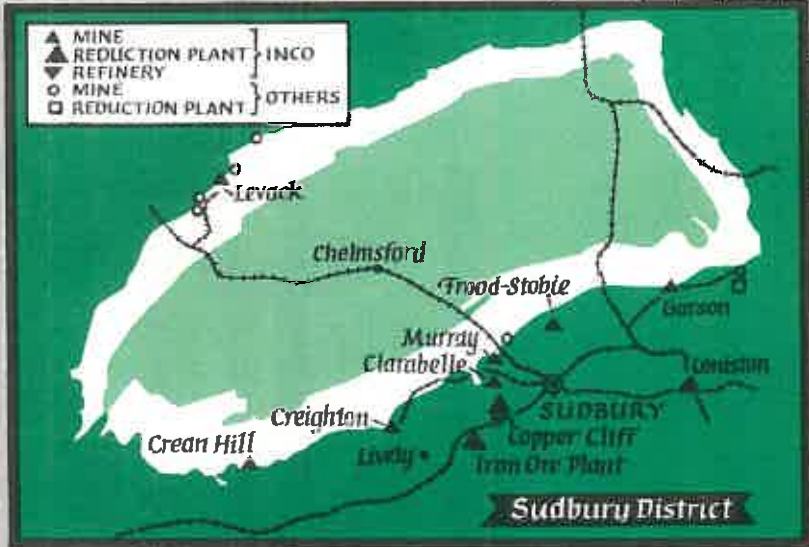 MINE
REDUCTION PLANT
REFINERY
INCO
MINE
REDUCTION PLANT
OTHERS
Levack
Chelmsford
Frood-Stobie
Garson
Murray
Clarabelle
Coniston
Creighton
SUDBURY
Copper Cliff
Crean Hill
Lively
Iron Ore Plant
Sudbury District